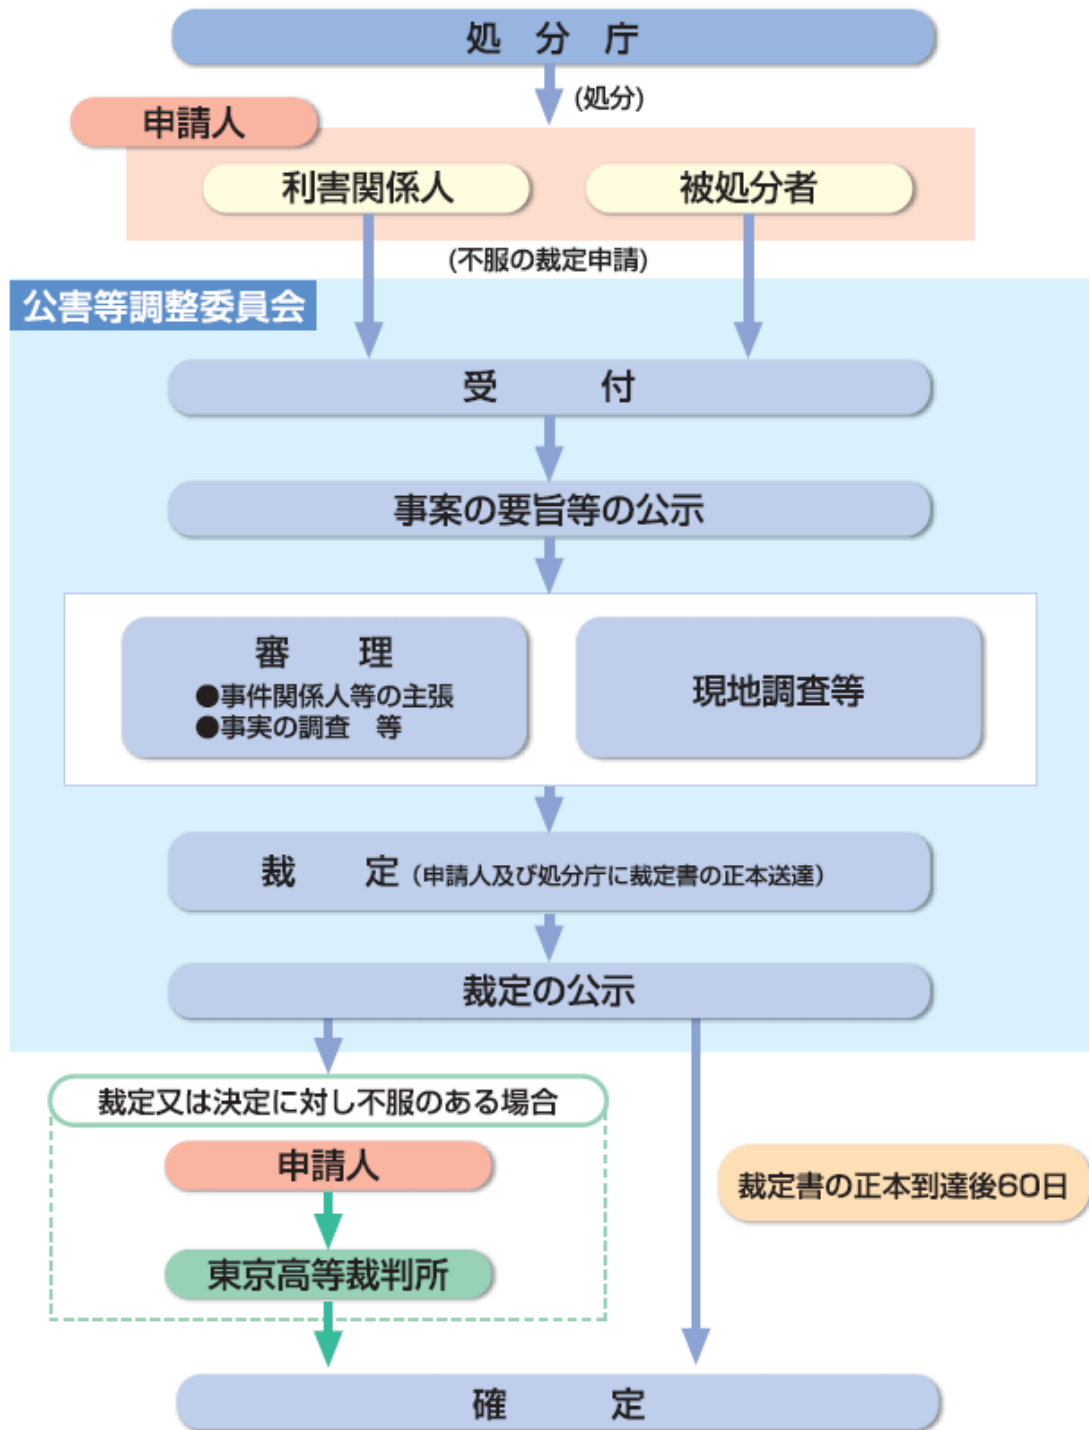 処 分 庁
(処分)
申請人
利害関係人
被処分者
(不服の裁定申請)
公害等調整委員会
受 付
事案の要旨等の公示
審 理
●事件関係人等の主張
●事実の調査 等
現地調査等
裁 定 (申請人及び処分庁に裁定書の正本送達)
裁定の公示
裁定又は決定に対し不服のある場合
申請人
裁定書の正本到達後60日
東京高等裁判所
確 定